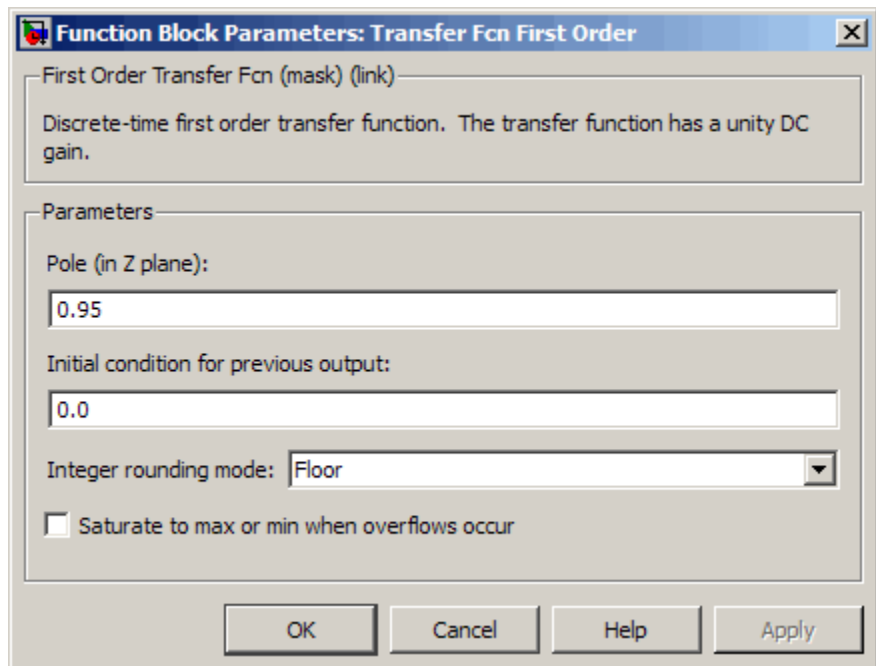 Function Block Parameters: Transfer Fcn First Order
First Order Transfer Fcn (mask) (link)
Discrete-time first order transfer function. The transfer function has a unity DC
gain.
Parameters
Pole (in Z plane):
0.95
Initial condition for previous output:
0.0
Integer rounding mode: Floor
Saturate to max or min when overflows occur
OK Cancel Help Apply